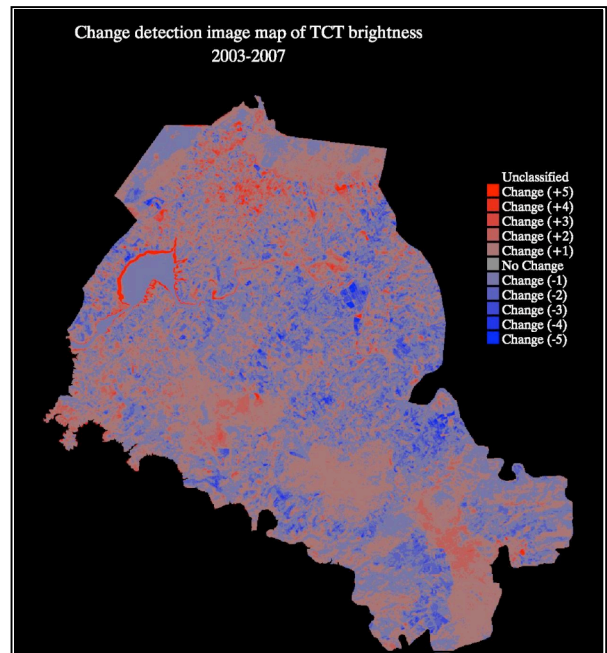 Change detection image map of TCT brightness
2003-2007
Unclassified
Change (+5)
Change (+4)
Change (+3)
Change (+2)
Change (+1)
No Change
Change (-1)
Change (-2)
Change (-3)
Change (-4)
Change (-5)